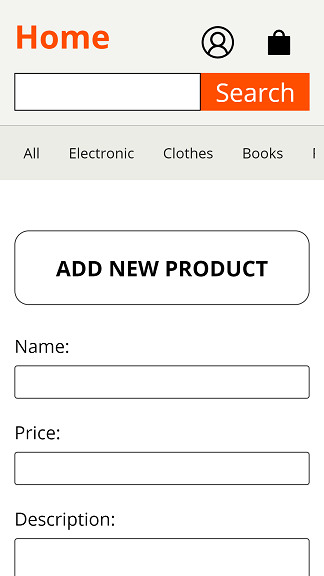 Home
Search
All Electronic Clothes Books
ADD NEW PRODUCT
Name:
Price:
Description: